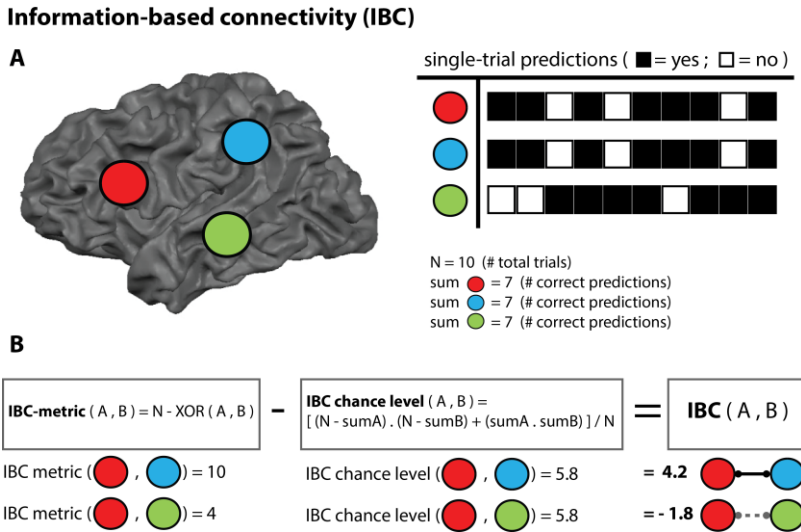 Information-based connectivity (IBC)
A
single-trial predictions ( = yes ; = no )
N = 10 (# total trials)
sum = 7 (# correct predictions)
sum = 7 (# correct predictions)
sum = 7 (# correct predictions)
B
IBC-metric ( A , B ) = N - XOR ( A , B )
-
IBC chance level ( A , B ) =
[ (N - sumA) . (N - sumB) + (sumA . sumB) ] / N
=
IBC ( A , B )
IBC metric ( , ) = 10
IBC chance level ( , ) = 5.8
= 4.2
IBC metric ( , ) = 4
IBC chance level ( , ) = 5.8
= - 1.8